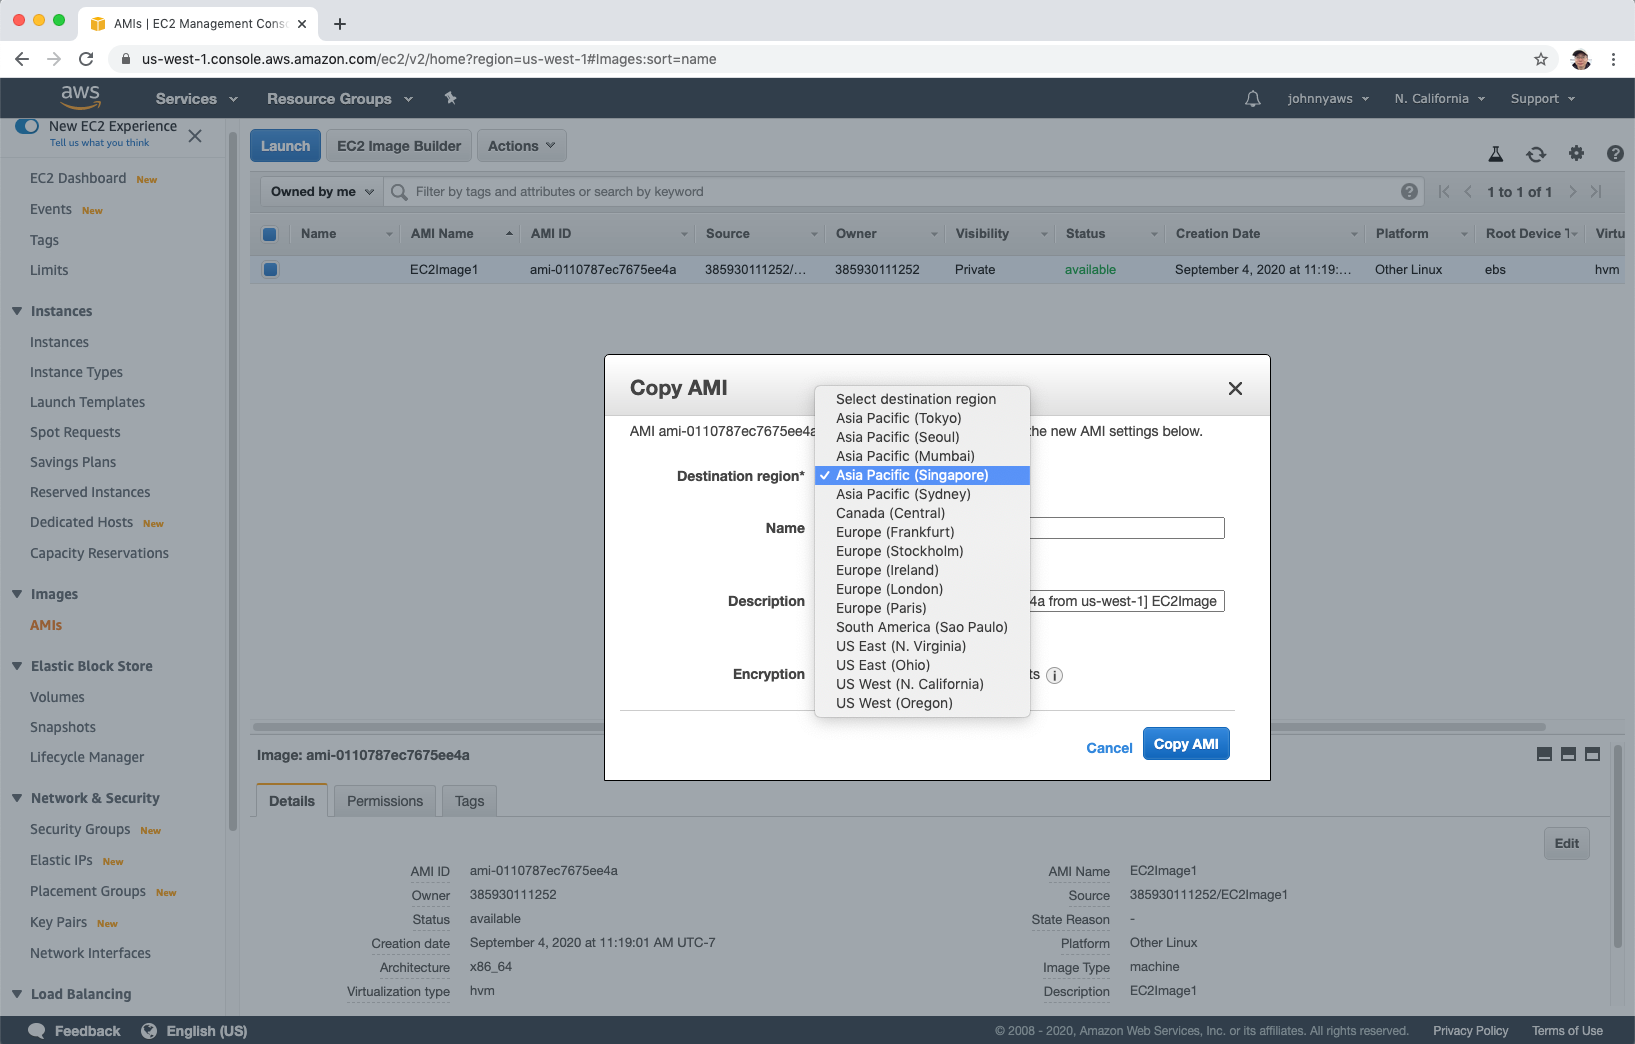 AMIs | EC2 Management Conso
us-west-1.console.aws.amazon.com/ec2/v2/home?region=us-west-1#Images:sort=name
aws Services Resource Groups johnnyaws N. California Support
New EC2 Experience
Tell us what you think
EC2 Dashboard New
Events New
Tags
Limits
Instances
Instances
Instance Types
Launch Templates
Spot Requests
Savings Plans
Reserved Instances
Dedicated Hosts New
Capacity Reservations
Images
AMIs
Elastic Block Store
Volumes
Snapshots
Lifecycle Manager
Network & Security
Security Groups New
Elastic IPs New
Placement Groups New
Key Pairs New
Network Interfaces
Load Balancing
Launch EC2 Image Builder Actions
Owned by me Filter by tags and attributes or search by keyword 1 to 1 of 1
Name AMI Name AMI ID Source Owner Visibility Status Creation Date Platform Root Device T Virtu
EC2Image1 ami-0110787ec7675ee4a 385930111252/... 385930111252 Private available September 4, 2020 at 11:19:... Other Linux ebs hvm
Copy AMI
AMI ami-0110787ec7675ee4a the new AMI settings below.
Destination region*
Name
Description 4a from us-west-1] EC2Image
Encryption ts
Select destination region
Asia Pacific (Tokyo)
Asia Pacific (Seoul)
Asia Pacific (Mumbai)
✓ Asia Pacific (Singapore)
Asia Pacific (Sydney)
Canada (Central)
Europe (Frankfurt)
Europe (Stockholm)
Europe (Ireland)
Europe (London)
Europe (Paris)
South America (Sao Paulo)
US East (N. Virginia)
US East (Ohio)
US West (N. California)
US West (Oregon)
Cancel Copy AMI
Image: ami-0110787ec7675ee4a
Details Permissions Tags
Edit
AMI ID ami-0110787ec7675ee4a AMI Name EC2Image1
Owner 385930111252 Source 385930111252/EC2Image1
Status available State Reason -
Creation date September 4, 2020 at 11:19:01 AM UTC-7 Platform Other Linux
Architecture x86_64 Image Type machine
Virtualization type hvm Description EC2Image1
Feedback English (US) © 2008 - 2020, Amazon Web Services, Inc. or its affiliates. All rights reserved. Privacy Policy Terms of Use